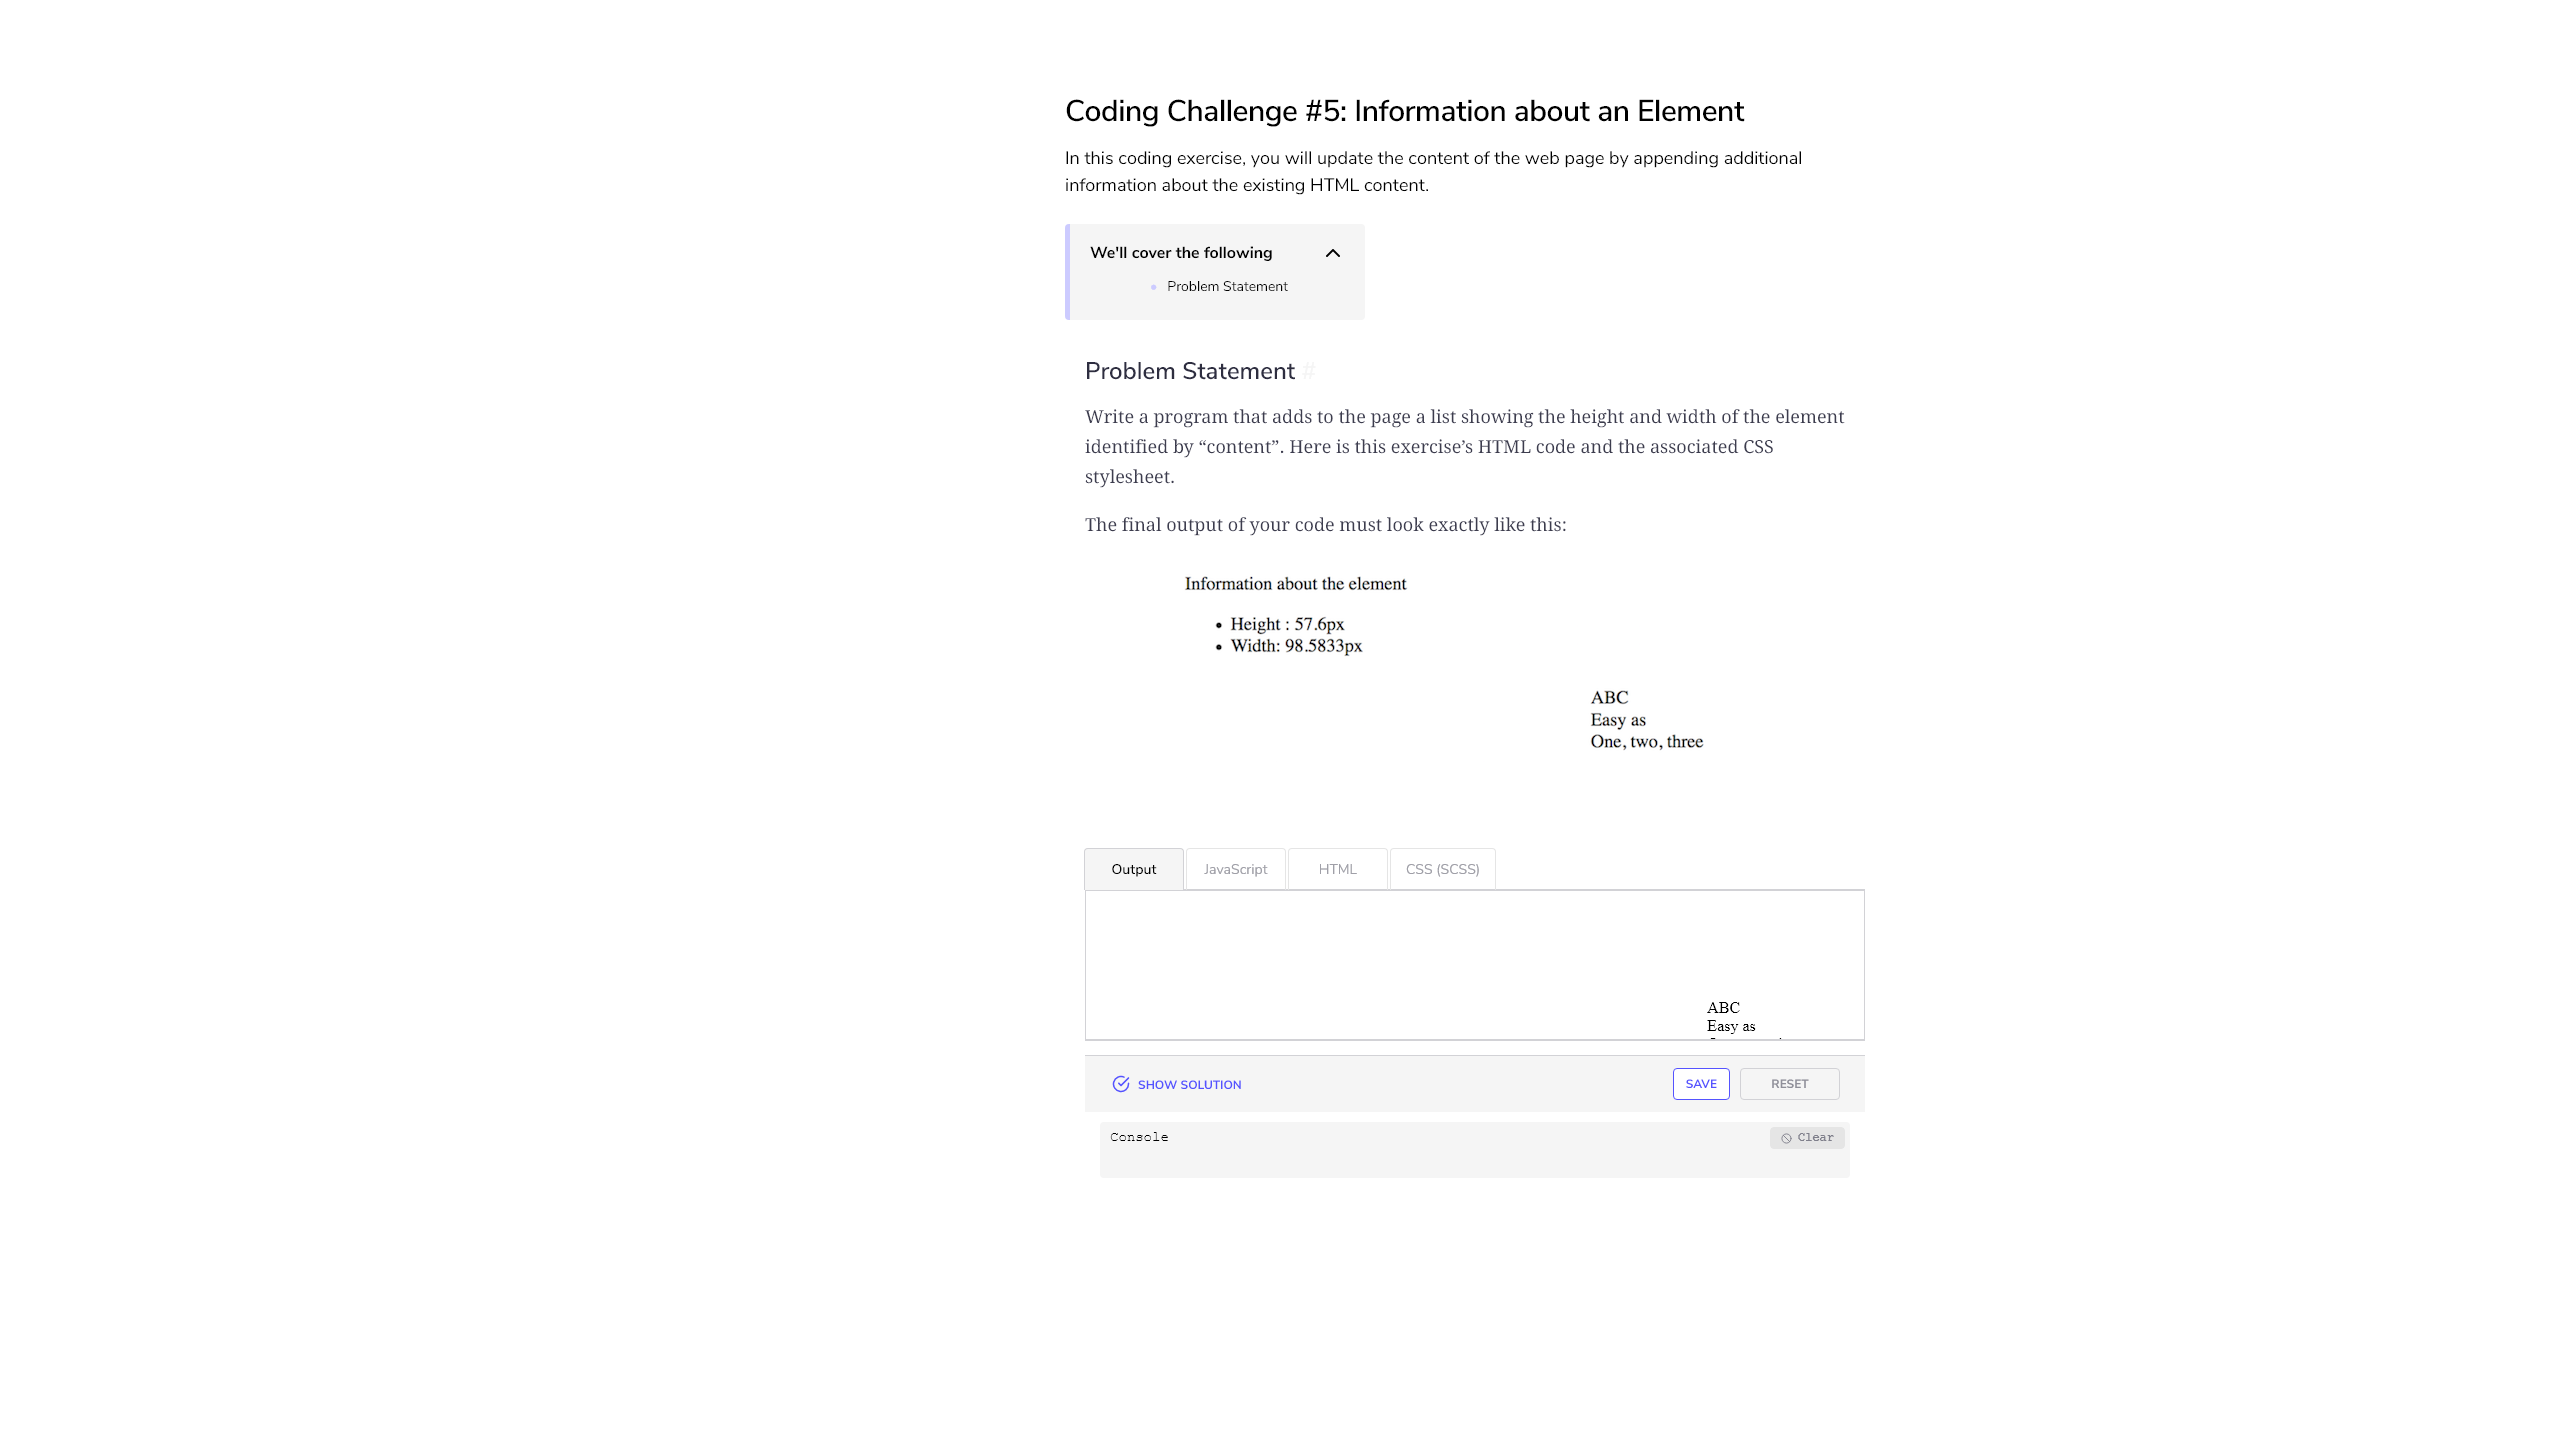 Coding Challenge #5: Information about an Element
In this coding exercise, you will update the content of the web page by appending additional
information about the existing HTML content.
We'll cover the following
Problem Statement
Problem Statement #
Write a program that adds to the page a list showing the height and width of the element
identified by “content”. Here is this exercise’s HTML code and the associated CSS
stylesheet.
The final output of your code must look exactly like this:
Information about the element
• Height : 57.6px
• Width: 98.5833px
ABC
Easy as
One, two, three
Output JavaScript HTML CSS (SCSS)
ABC
Easy as
SHOW SOLUTION SAVE RESET
Console Clear